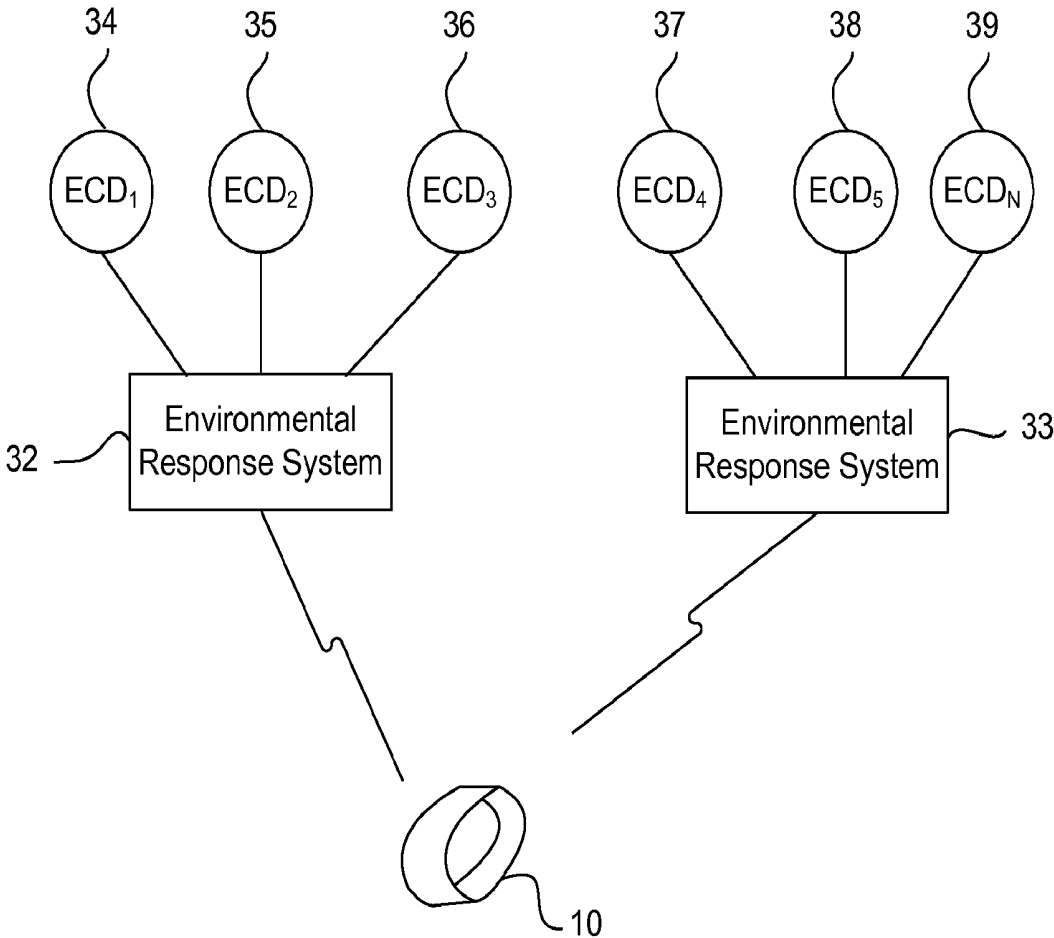 34 35 36 37 38 39
ECD₁ ECD₂ ECD₃ ECD₄ ECD₅ ECD_N
Environmental
Response System
32
Environmental
Response System
33
10